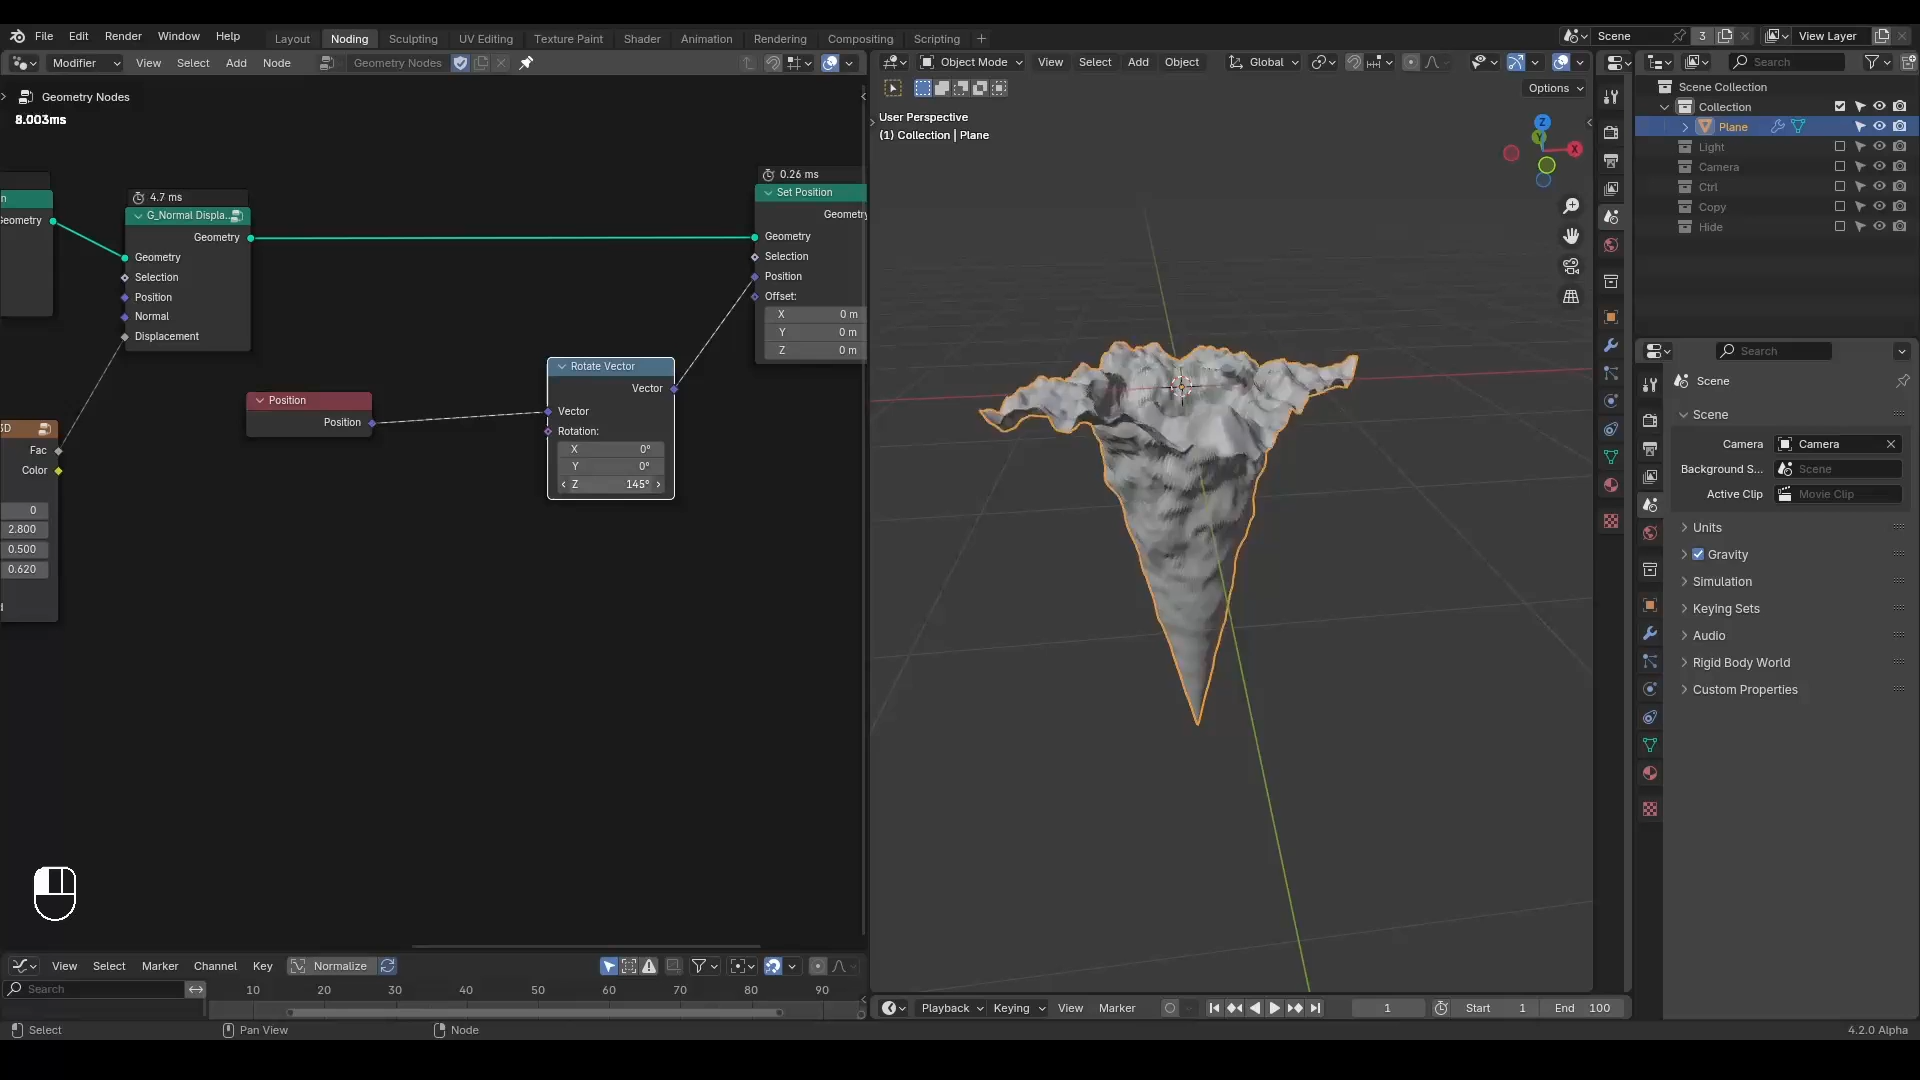 File Edit Render Window Help Layout Noding Sculpting UV Editing Texture Paint Shader Animation Rendering Compositing Scripting + Scene 3 View Layer
Modifier View Select Add Node Geometry Nodes
Object Mode View Select Add Object Global
Search
Options
Geometry Nodes
8.003ms
User Perspective
(1) Collection | Plane
Z
Y
X
Scene Collection
Collection
Plane
Light
Camera
Ctrl
Copy
Hide
n
Geometry
4.7 ms
G_Normal Displa...
Geometry
Geometry
Selection
Position
Normal
Displacement
0.26 ms
Set Position
Geometry
Geometry
Selection
Position
Offset:
X 0 m
Y 0 m
Z 0 m
Position
Position
Rotate Vector
Vector
Vector
Rotation:
X 0°
Y 0°
Z 145°
3D
Fac
Color
0
2.800
0.500
0.620
d
Search
Scene
Scene
Camera Camera
Background S... Scene
Active Clip Movie Clip
Units
Gravity
Simulation
Keying Sets
Audio
Rigid Body World
Custom Properties
View Select Marker Channel Key Normalize
Search 10 20 30 40 50 60 70 80 90
Playback Keying View Marker 1 Start 1 End 100
Select Pan View Node 4.2.0 Alpha